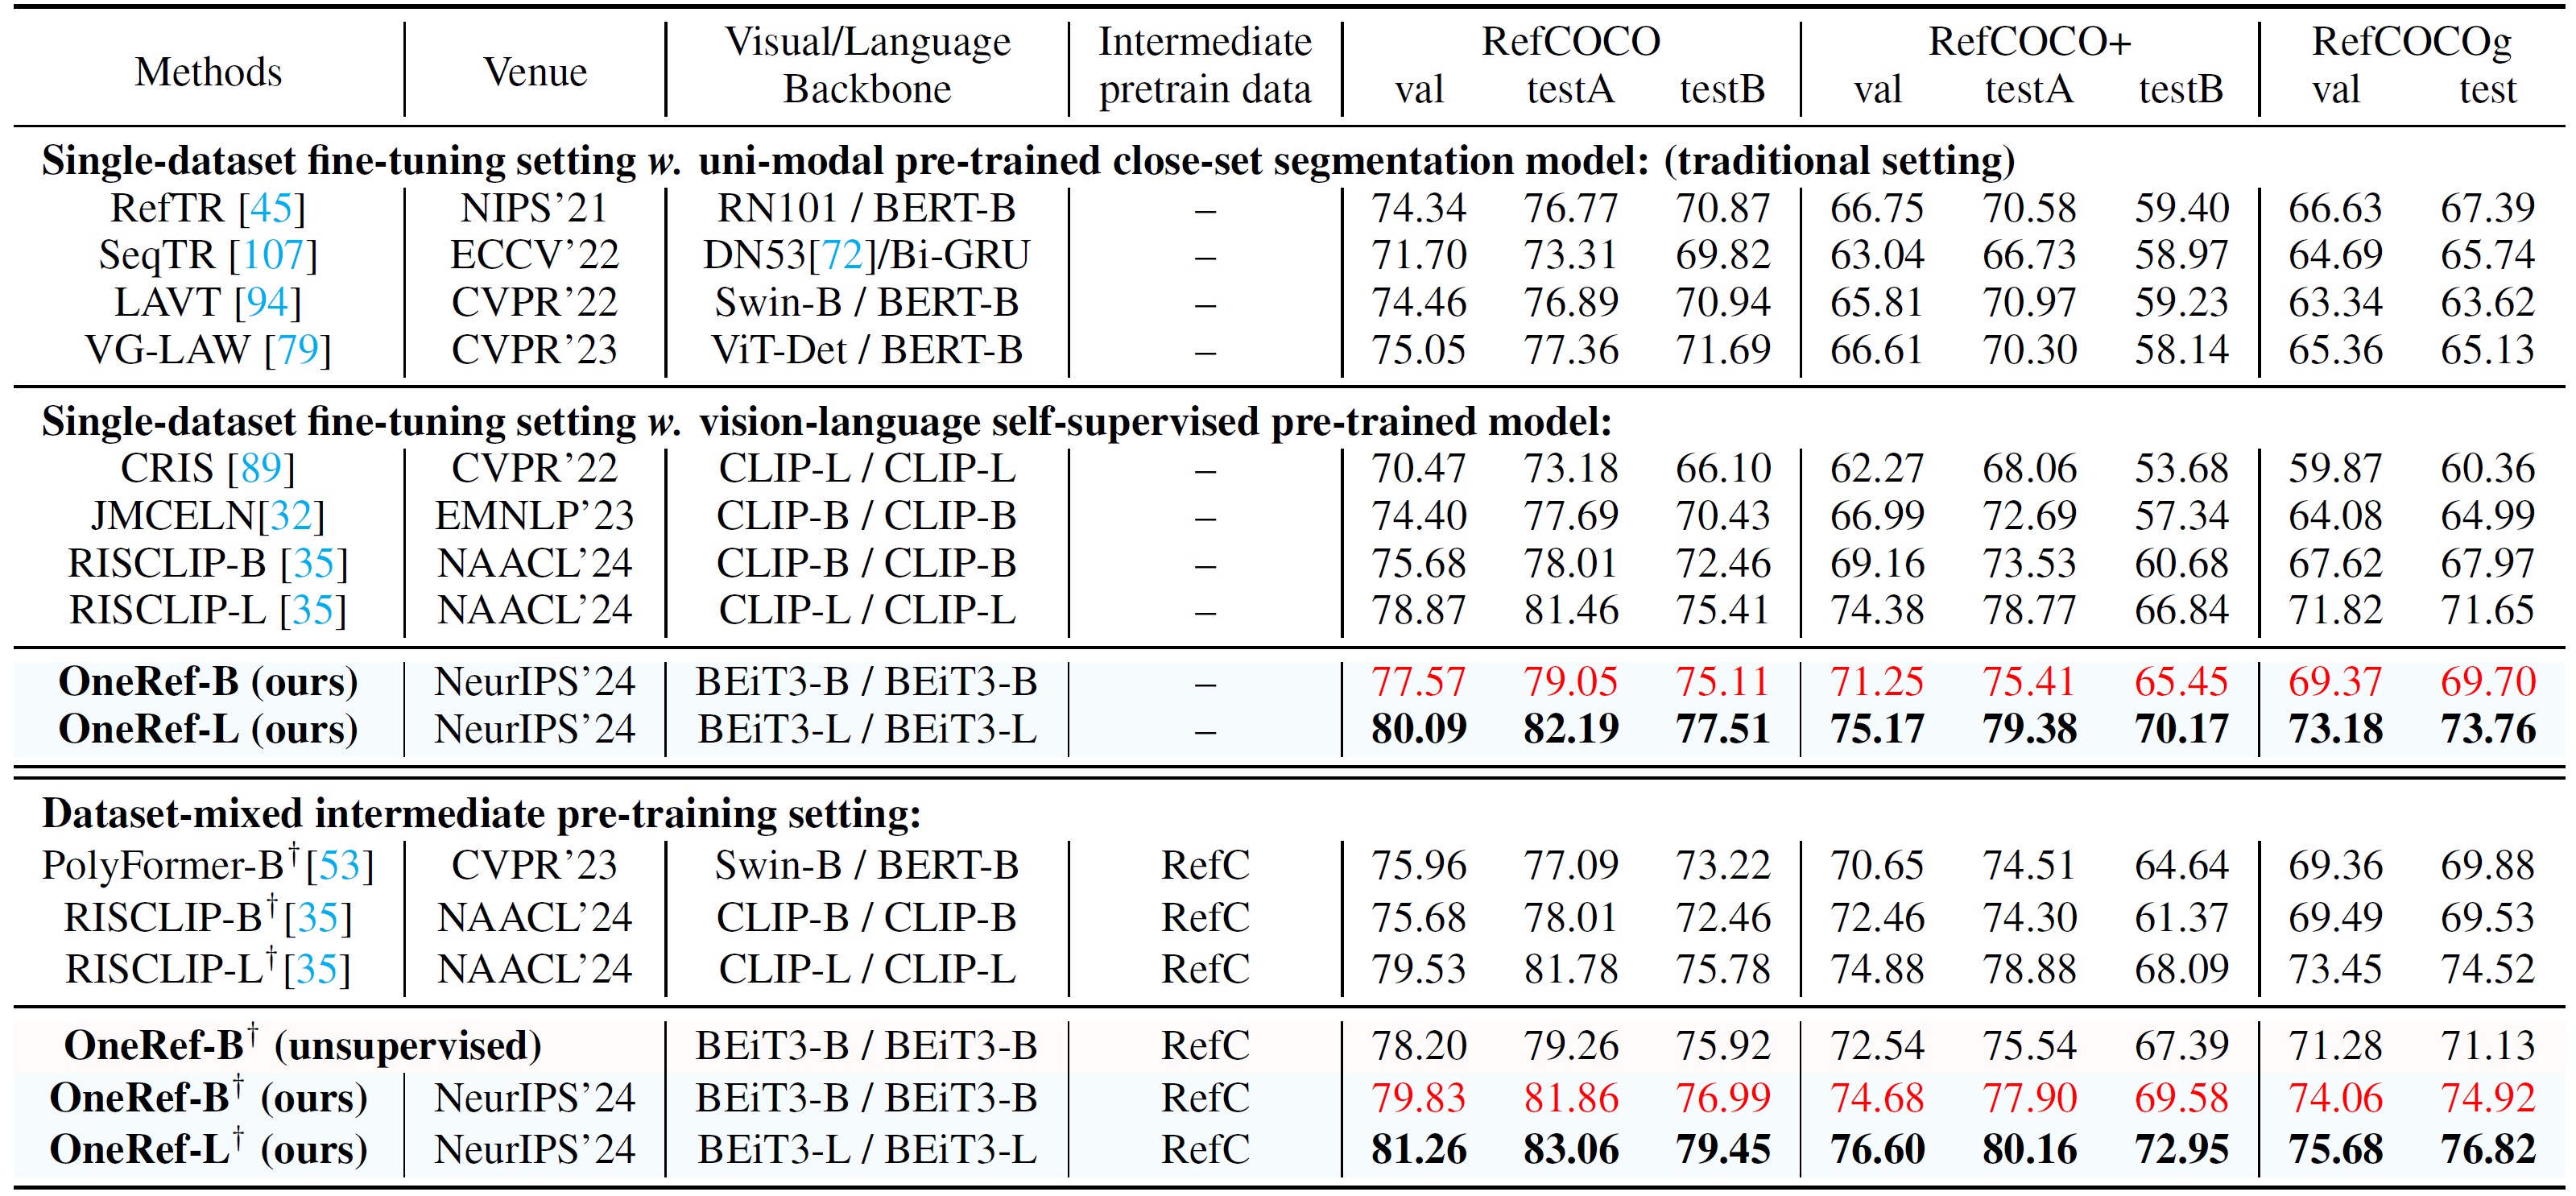 Methods Venue Visual/Language Backbone Intermediate pretrain data RefCOCO RefCOCO+ RefCOCOg
val testA testB val testA testB val test
Single-dataset fine-tuning setting w. uni-modal pre-trained close-set segmentation model: (traditional setting)
RefTR [45] NIPS'21 RN101 / BERT-B – 74.34 76.77 70.87 66.75 70.58 59.40 66.63 67.39
SeqTR [107] ECCV'22 DN53[72]/Bi-GRU – 71.70 73.31 69.82 63.04 66.73 58.97 64.69 65.74
LAVT [94] CVPR'22 Swin-B / BERT-B – 74.46 76.89 70.94 65.81 70.97 59.23 63.34 63.62
VG-LAW [79] CVPR'23 ViT-Det / BERT-B – 75.05 77.36 71.69 66.61 70.30 58.14 65.36 65.13
Single-dataset fine-tuning setting w. vision-language self-supervised pre-trained model:
CRIS [89] CVPR'22 CLIP-L / CLIP-L – 70.47 73.18 66.10 62.27 68.06 53.68 59.87 60.36
JMCELN[32] EMNLP'23 CLIP-B / CLIP-B – 74.40 77.69 70.43 66.99 72.69 57.34 64.08 64.99
RISCLIP-B [35] NAACL'24 CLIP-B / CLIP-B – 75.68 78.01 72.46 69.16 73.53 60.68 67.62 67.97
RISCLIP-L [35] NAACL'24 CLIP-L / CLIP-L – 78.87 81.46 75.41 74.38 78.77 66.84 71.82 71.65
OneRef-B (ours) NeurIPS'24 BEiT3-B / BEiT3-B – 77.57 79.05 75.11 71.25 75.41 65.45 69.37 69.70
OneRef-L (ours) NeurIPS'24 BEiT3-L / BEiT3-L – 80.09 82.19 77.51 75.17 79.38 70.17 73.18 73.76
Dataset-mixed intermediate pre-training setting:
PolyFormer-B†[53] CVPR'23 Swin-B / BERT-B RefC 75.96 77.09 73.22 70.65 74.51 64.64 69.36 69.88
RISCLIP-B†[35] NAACL'24 CLIP-B / CLIP-B RefC 75.68 78.01 72.46 72.46 74.30 61.37 69.49 69.53
RISCLIP-L†[35] NAACL'24 CLIP-L / CLIP-L RefC 79.53 81.78 75.78 74.88 78.88 68.09 73.45 74.52
OneRef-B† (unsupervised) BEiT3-B / BEiT3-B RefC 78.20 79.26 75.92 72.54 75.54 67.39 71.28 71.13
OneRef-B† (ours) NeurIPS'24 BEiT3-B / BEiT3-B RefC 79.83 81.86 76.99 74.68 77.90 69.58 74.06 74.92
OneRef-L† (ours) NeurIPS'24 BEiT3-L / BEiT3-L RefC 81.26 83.06 79.45 76.60 80.16 72.95 75.68 76.82